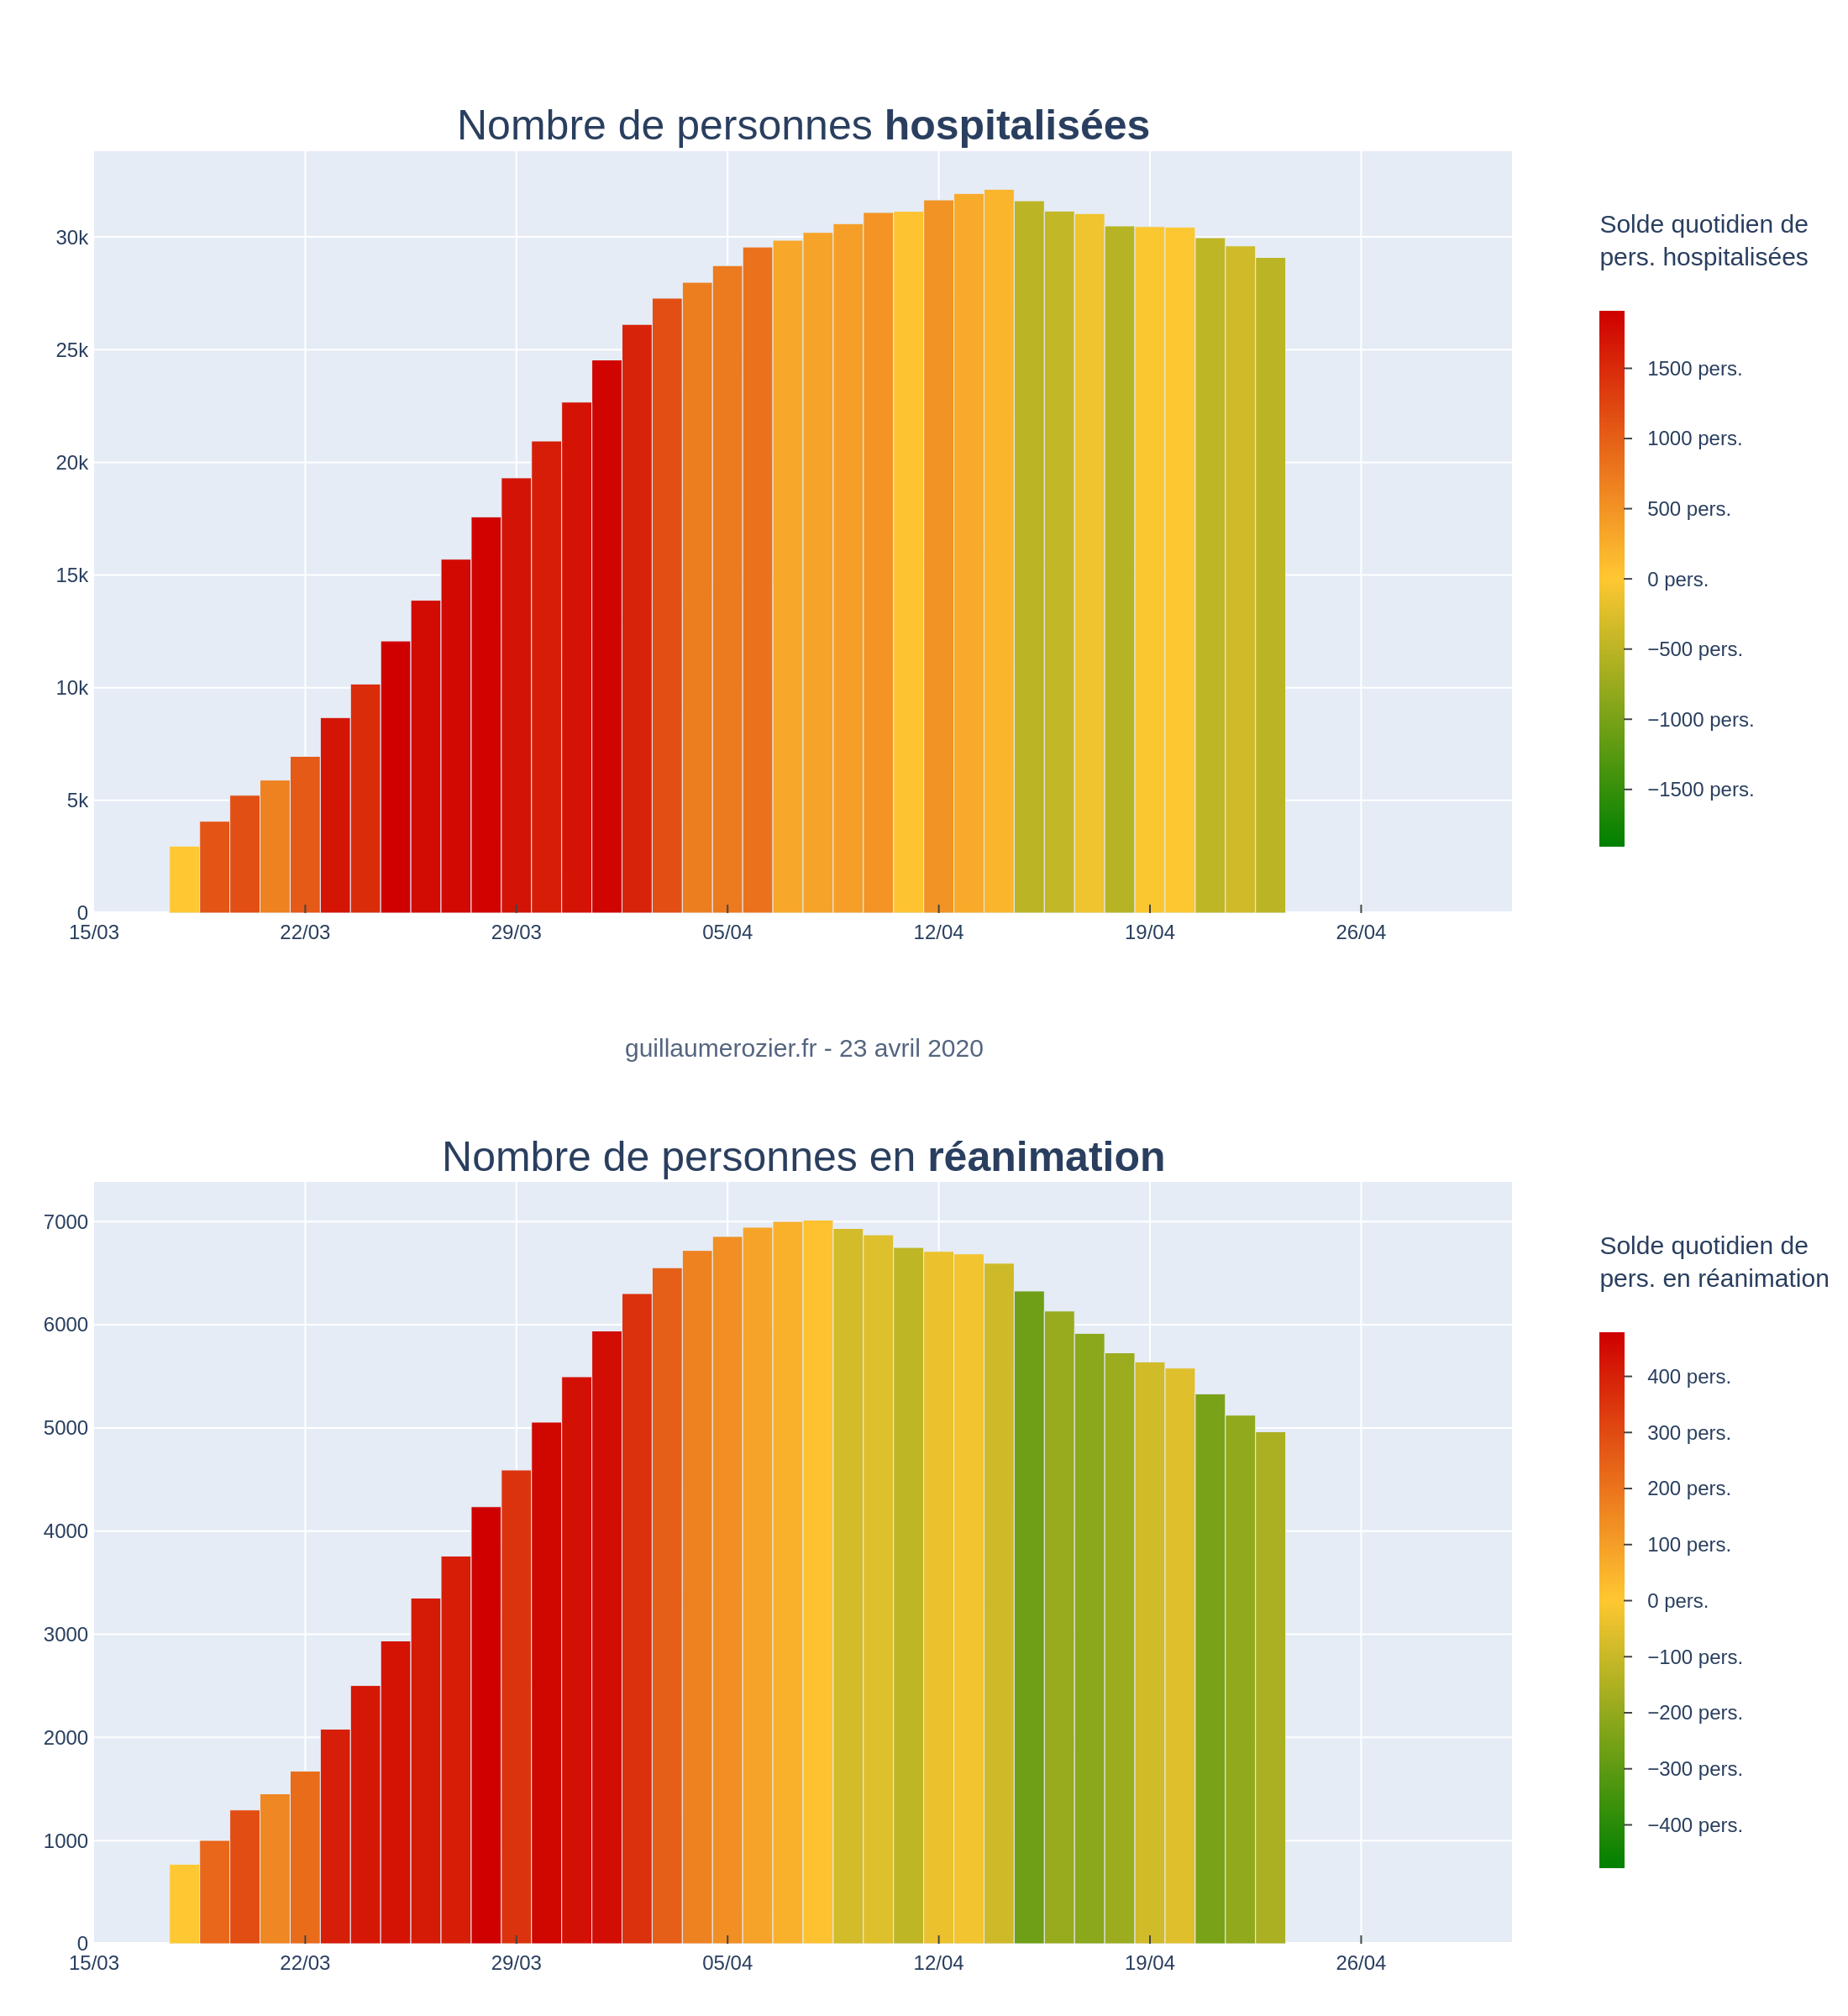 Nombre de personnes hospitalisées
30k
25k
20k
15k
10k
5k
0
15/03 22/03 29/03 05/04 12/04 19/04 26/04
Solde quotidien de
pers. hospitalisées
1500 pers.
1000 pers.
500 pers.
0 pers.
−500 pers.
−1000 pers.
−1500 pers.
guillaumerozier.fr - 23 avril 2020
Nombre de personnes en réanimation
7000
6000
5000
4000
3000
2000
1000
0
15/03 22/03 29/03 05/04 12/04 19/04 26/04
Solde quotidien de
pers. en réanimation
400 pers.
300 pers.
200 pers.
100 pers.
0 pers.
−100 pers.
−200 pers.
−300 pers.
−400 pers.